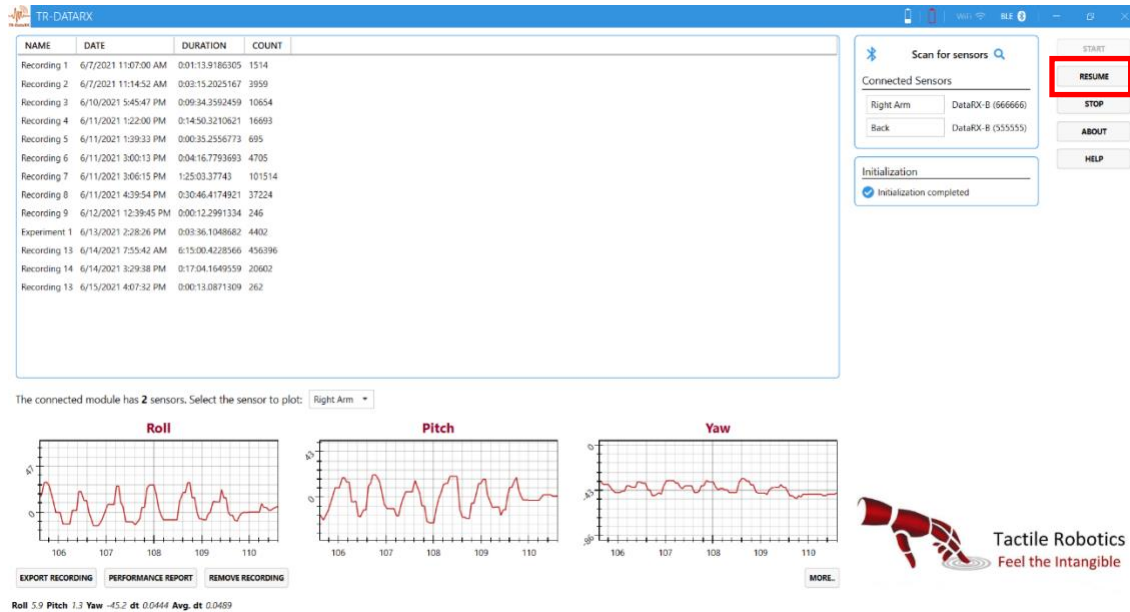 TR-DataRX
TR-DATARX
WiFi BLE
NAME DATE DURATION COUNT
Recording 1 6/7/2021 11:07:00 AM 0:01:13.9186305 1514
Recording 2 6/7/2021 11:14:52 AM 0:03:15.2025167 3959
Recording 3 6/10/2021 5:45:47 PM 0:09:34.3592459 10654
Recording 4 6/11/2021 1:22:00 PM 0:14:50.3210621 16693
Recording 5 6/11/2021 1:39:33 PM 0:00:35.2556773 695
Recording 6 6/11/2021 3:00:13 PM 0:04:16.7793693 4705
Recording 7 6/11/2021 3:06:15 PM 1:25:03.37743 101514
Recording 8 6/11/2021 4:39:54 PM 0:30:46.4174921 37224
Recording 9 6/12/2021 12:39:45 PM 0:00:12.2991334 246
Experiment 1 6/13/2021 2:28:26 PM 0:03:36.1048682 4402
Recording 13 6/14/2021 7:55:42 AM 6:15:00.4228566 456396
Recording 14 6/14/2021 3:29:38 PM 0:17:04.1649559 20602
Recording 13 6/15/2021 4:07:32 PM 0:00:13.0871309 262
Scan for sensors
Connected Sensors
Right Arm DataRX-B (666666)
Back DataRX-B (555555)
Initialization
Initialization completed
START
RESUME
STOP
ABOUT
HELP
The connected module has 2 sensors. Select the sensor to plot: Right Arm
Roll
47
0
106 107 108 109 110
Pitch
43
0
106 107 108 109 110
Yaw
0
-43
-86
106 107 108 109 110
Tactile Robotics
Feel the Intangible
EXPORT RECORDING PERFORMANCE REPORT REMOVE RECORDING MORE..
Roll 5.9 Pitch 1.3 Yaw -45.2 dt 0.0444 Avg. dt 0.0489